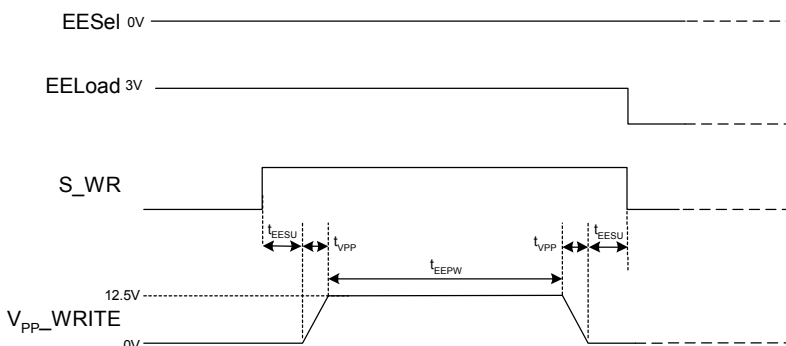 EESel 0V
EELoad 3V
S_WR
tEESU tVPP tVPP tEESU
tEEPW
12.5V
VPP_WRITE
0V